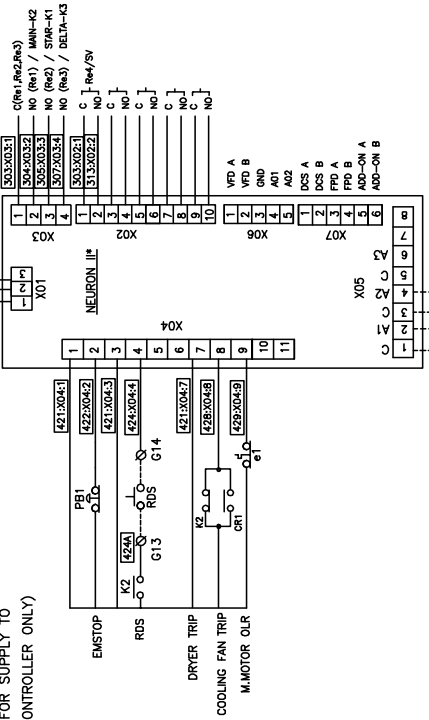 FOR SUPPLY TO
ONTROLLER ONLY)
C(Re1,Re2,Re3)
NO (Re1) / MAIN-K2
NO (Re2) / STAR-K1
NO (Re3) / DELTA-K3
C
Re4/SV
NO
C
NO
C
NO
C
NO
C
NO
303:X03:1
304:X03:2
305:X03:3
307:X03:4
303:X02:1
313:X02:2
1
2
3
4
X03
1
2
3
4
5
6
7
8
9
10
X02
VFD A
VFD B
GND
A01
A02
1
2
3
4
5
X06
DCS A
DCS B
FPD A
FPD B
ADD-ON A
ADD-ON B
1
2
3
4
5
6
X07
1
2
3
X01
NEURON II*
X04
1
2
3
4
5
6
7
8
9
10
11
X05
1
2
3
4
5
6
7
8
C
A1
C
A2
C
A3
421:X04:1
422:X04:2
421:X04:3
424:X04:4
421:X04:7
428:X04:8
429:X04:9
PB1
EMSTOP
K2
424A
G13
RDS
G14
RDS
DRYER TRIP
K2
CR1
COOLING FAN TRIP
e1
M.MOTOR OLR